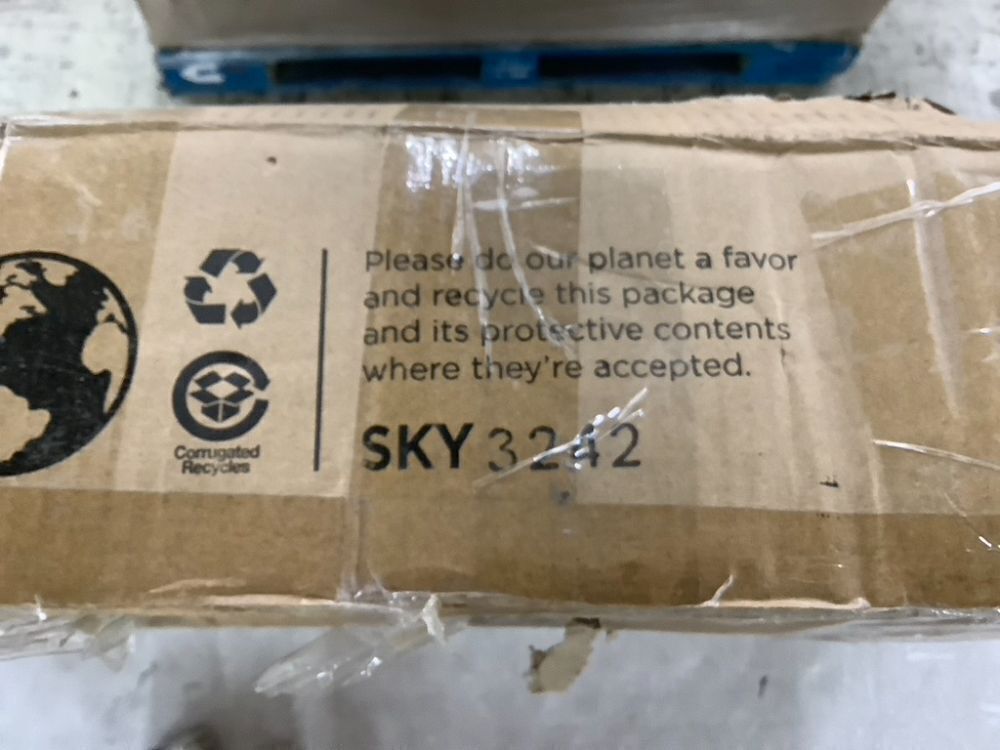 Please do our planet a favor
and recycle this package
and its protective contents
where they're accepted.
SKY 3242
Corrugated
Recycles